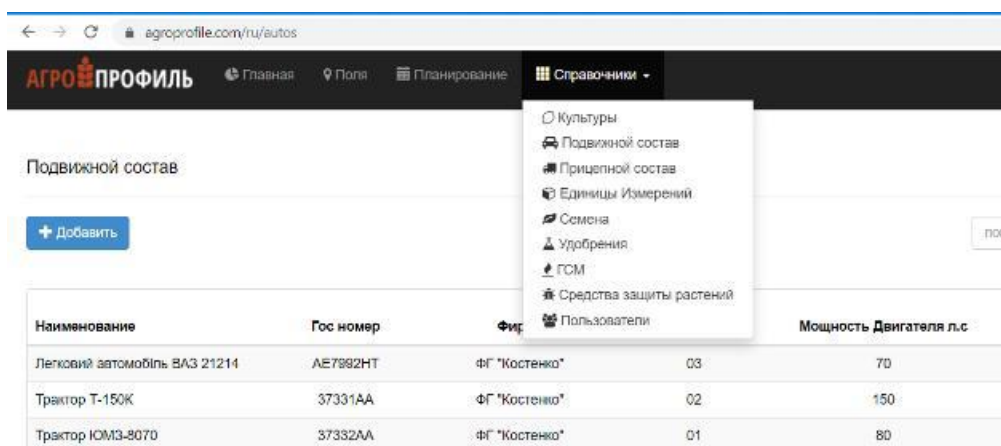 agroprofile.com/ru/autos
АГРОПРОФИЛЬ Главная Поля Планирование Справочники
Культуры
Подвижной состав
Прицепной состав
Единицы Измерений
Семена
Удобрения
ГСМ
Средства защиты растений
Пользователи
Подвижной состав
Добавить
Наименование Гос номер Мощность Двигателя л.с
Легковий автомобіль ВАЗ 21214 АЕ7992НТ ФГ "Костенко" 03 70
Трактор Т-150К 37331АА ФГ "Костенко" 02 150
Трактор ЮМЗ-8070 37332АА ФГ "Костенко" 01 80